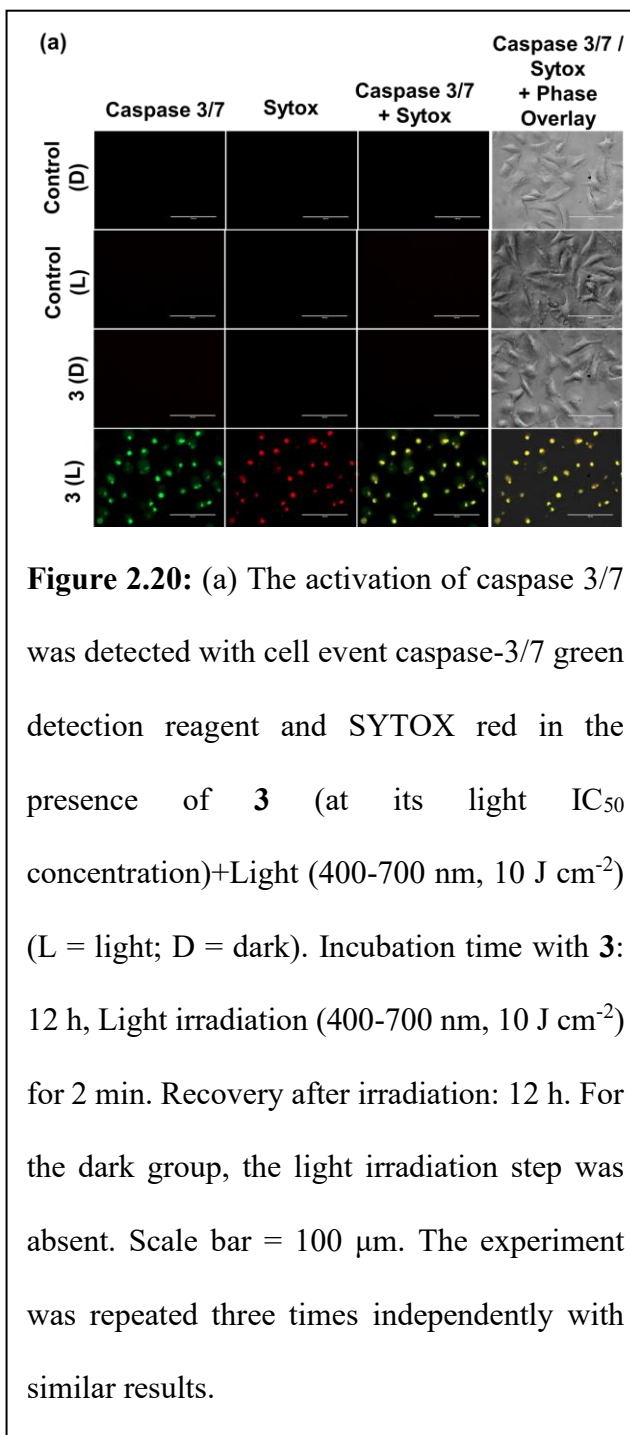 (a)
Caspase 3/7
Sytox
Caspase 3/7
+ Sytox
Caspase 3/7 /
Sytox
+ Phase
Overlay
Control
(D)
Control
(L)
3 (D)
3 (L)
Figure 2.20: (a) The activation of caspase 3/7
was detected with cell event caspase-3/7 green
detection reagent and SYTOX red in the
presence of 3 (at its light IC50
concentration)+Light (400-700 nm, 10 J cm-2)
(L = light; D = dark). Incubation time with 3:
12 h, Light irradiation (400-700 nm, 10 J cm-2)
for 2 min. Recovery after irradiation: 12 h. For
the dark group, the light irradiation step was
absent. Scale bar = 100 μm. The experiment
was repeated three times independently with
similar results.